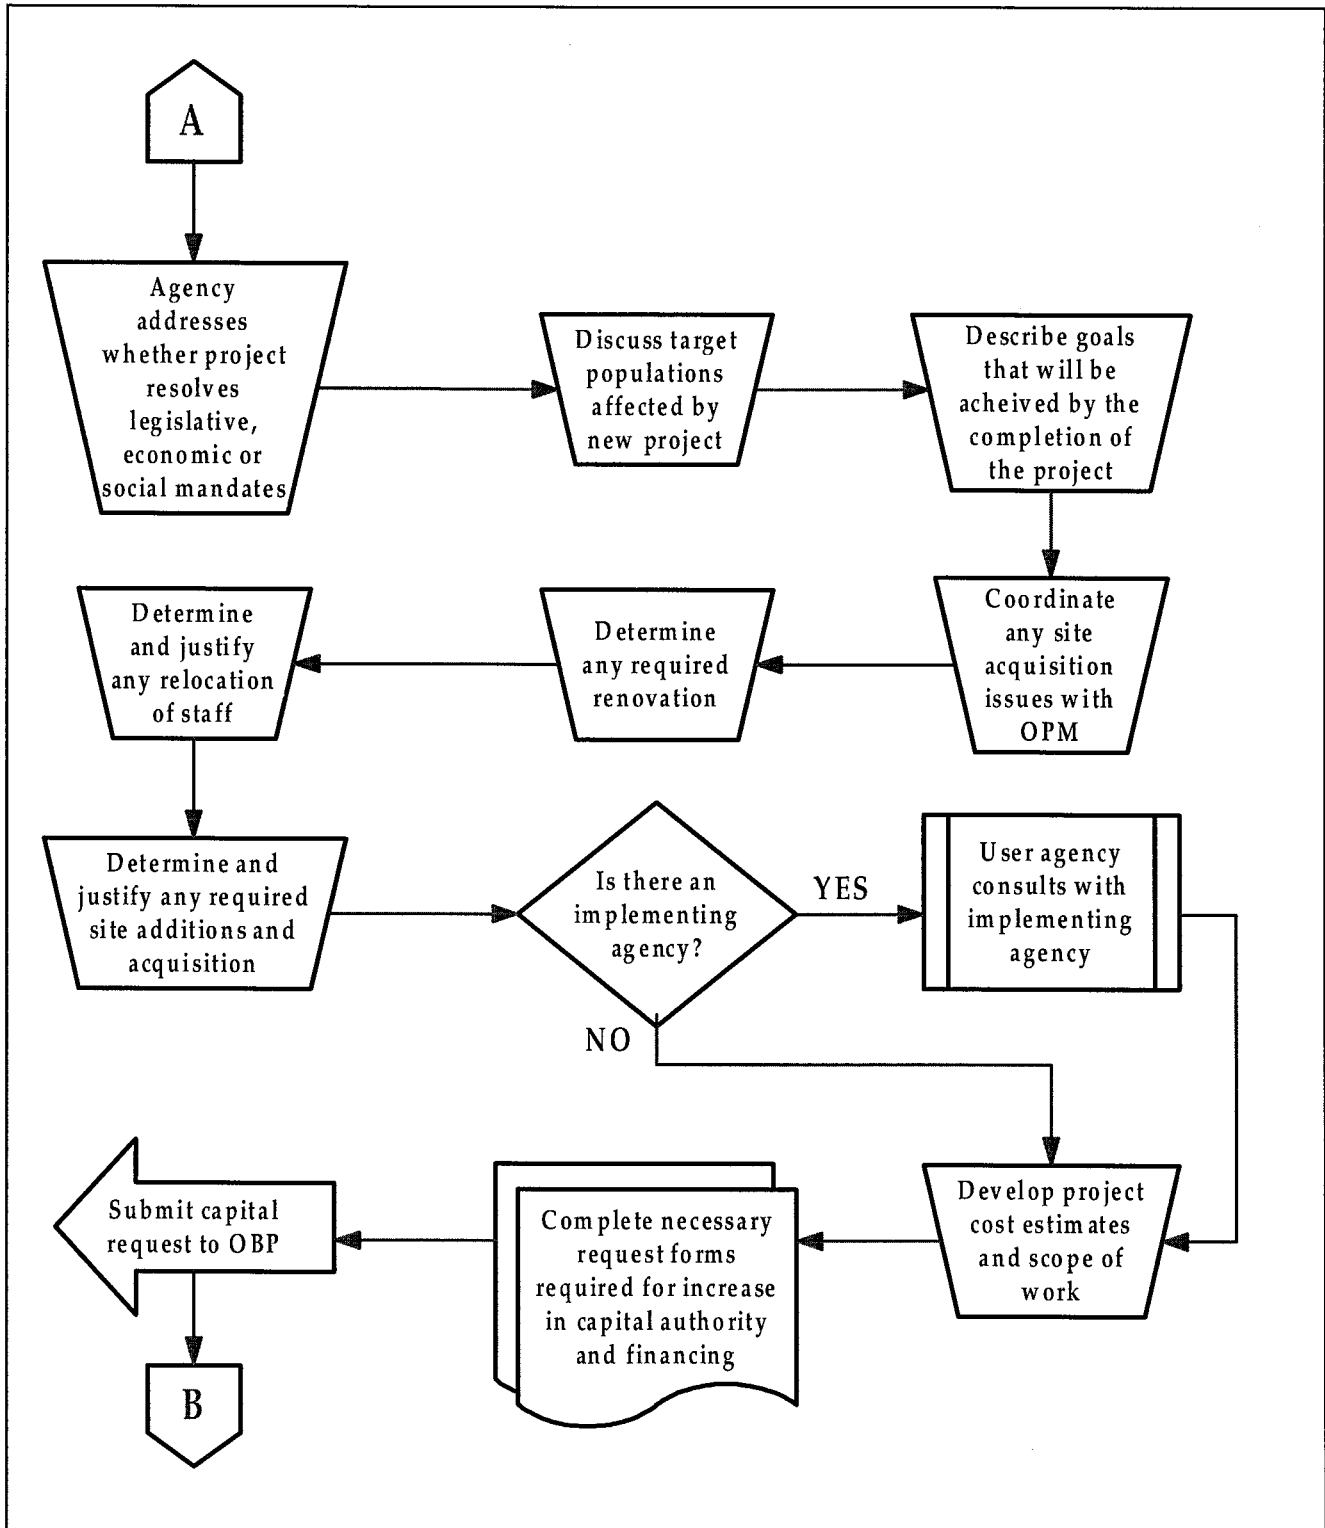 A
Agency
addresses
whether project
resolves
legislative,
economic or
social mandates
Discuss target
populations
affected by
new project
Describe goals
that will be
acheived by the
completion of
the project
Coordinate
any site
acquisition
issues with
OPM
Determine
any required
renovation
Determine
and justify
any relocation
of staff
Determine and
justify any required
site additions and
acquisition
Is there an
implementing
agency?
YES
User agency
consults with
implementing
agency
NO
Develop project
cost estimates
and scope of
work
Complete necessary
request forms
required for increase
in capital authority
and financing
Submit capital
request to OBP
B